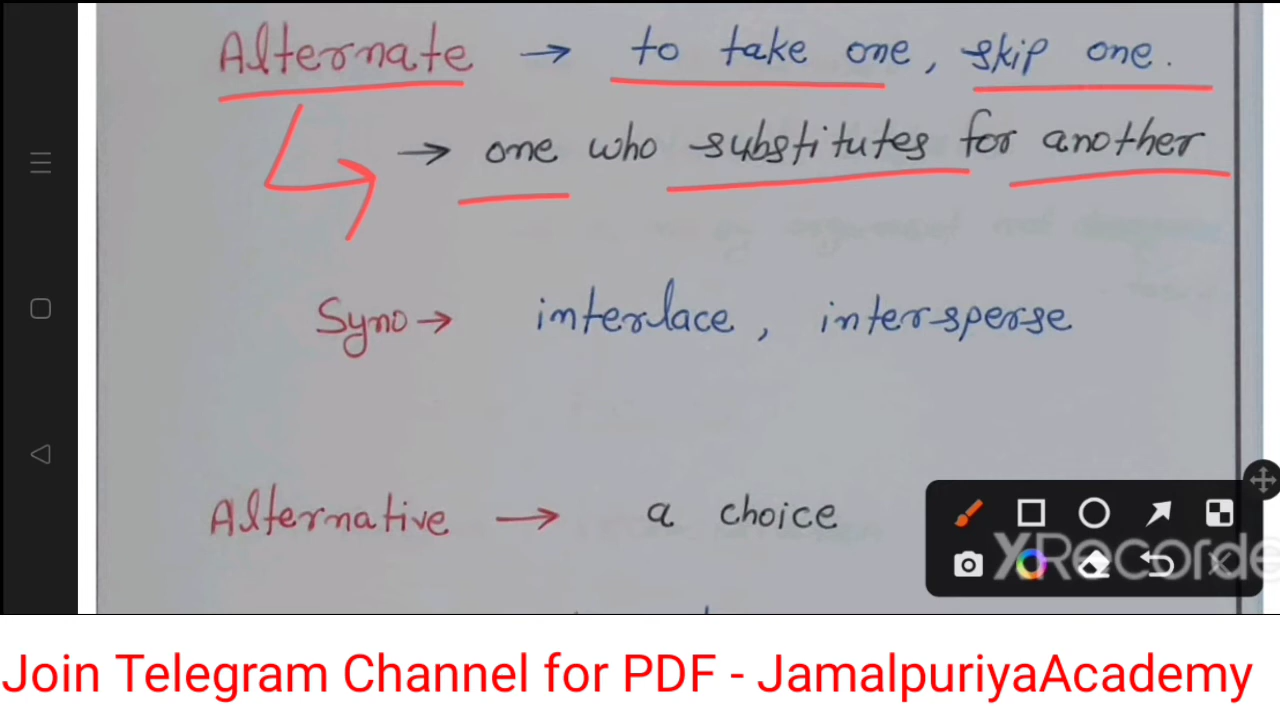 Alternate → to take one, skip one.
→ one who substitutes for another
Syno → interlace, intersperse
Alternative → a choice
XRecorde
Join Telegram Channel for PDF - JamalpuriyaAcademy